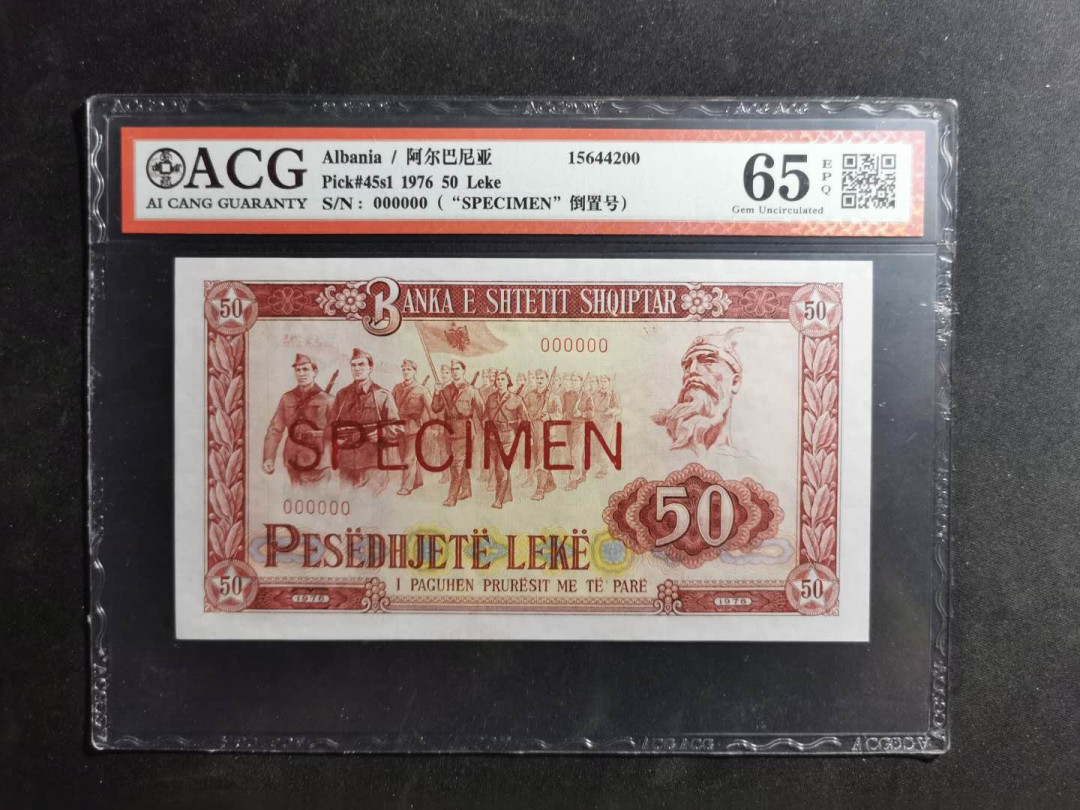 ACG
AI CANG GUARANTY
Albania / 阿尔巴尼亚 15644200
Pick#45s1 1976 50 Leke
S/N: 000000 ( “SPECIMEN” 倒置号)
65 EPQ
Gem Uncirculated
50 BANKA E SHTETIT SHQIPTAR 50
000000
SPECIMEN
000000
50
PESËDHJETË LEKË
I PAGUHEN PRURËSIT ME TË PARË
50 1976 1976 50